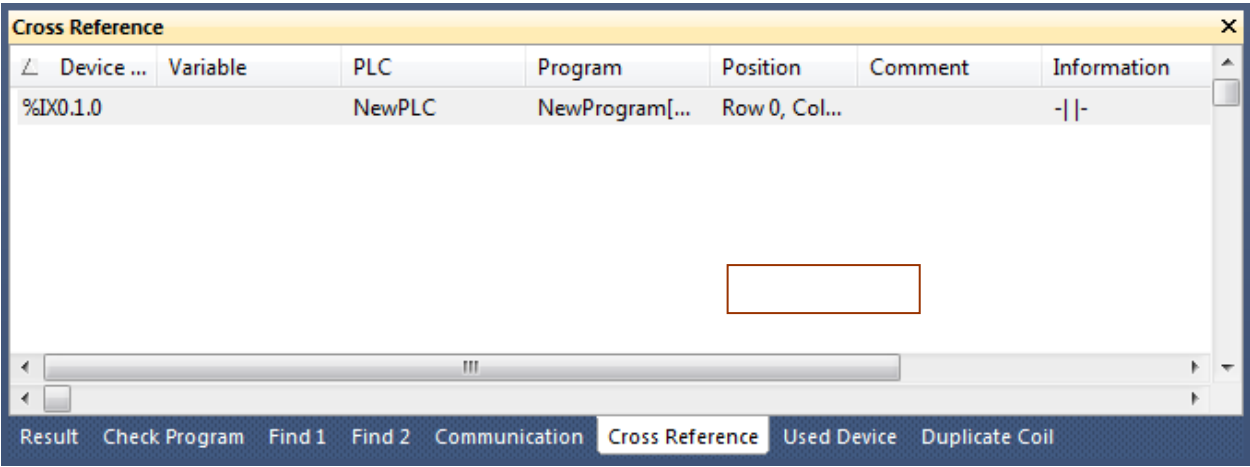 Cross Reference
Device ... Variable PLC Program Position Comment Information
%IX0.1.0 NewPLC NewProgram[... Row 0, Col... -| |-
Result Check Program Find 1 Find 2 Communication Cross Reference Used Device Duplicate Coil